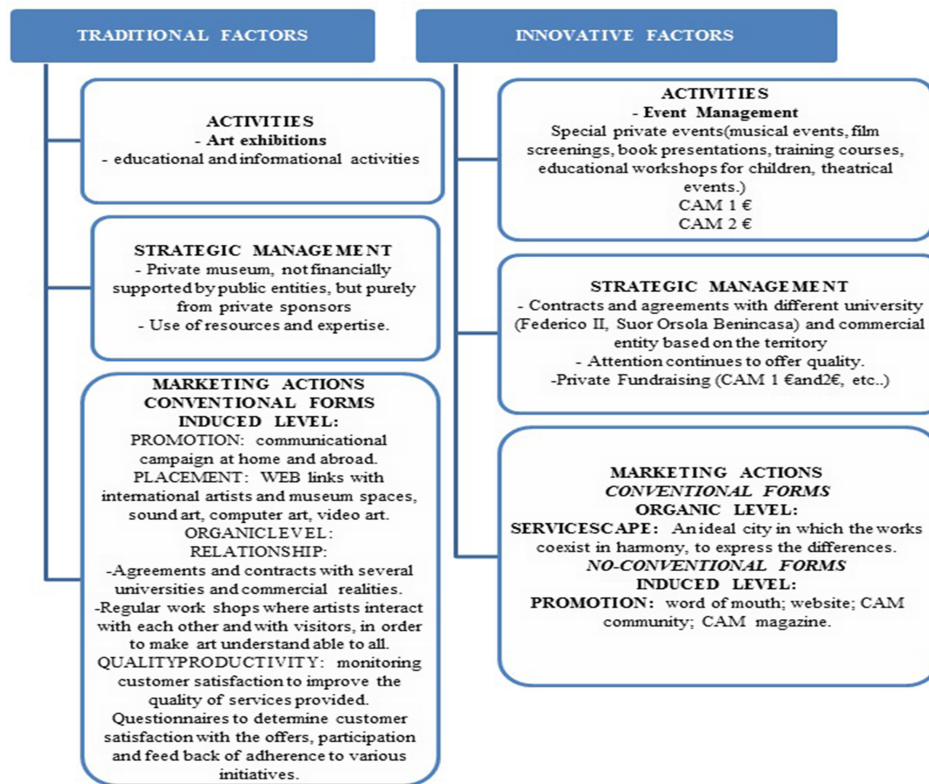 TRADITIONAL FACTORS
ACTIVITIES
- Art exhibitions
- educational and informational activities
STRATEGIC MANAGEMENT
- Private museum, not financially
supported by public entities, but purely
from private sponsors
- Use of resources and expertise.
MARKETING ACTIONS
CONVENTIONAL FORMS
INDUCED LEVEL:
PROMOTION: communicational
campaign at home and abroad.
PLACEMENT: WEB links with
international artists and museum spaces,
sound art, computer art, video art.
ORGANICLEVEL:
RELATIONSHIP:
-Agreements and contracts with several
universities and commercial realities.
-Regular work shops where artists interact
with each other and with visitors, in order
to make art understand able to all.
QUALITYPRODUCTIVITY: monitoring
customer satisfaction to improve the
quality of services provided.
Questionnaires to determine customer
satisfaction with the offers, participation
and feed back of adherence to various
initiatives.
INNOVATIVE FACTORS
ACTIVITIES
- Event Management
Special private events(musical events, film
screenings, book presentations, training courses,
educational workshops for children, theatrical
events.)
CAM 1 €
CAM 2 €
STRATEGIC MANAGEMENT
- Contracts and agreements with different university
(Federico II, Suor Orsola Benincasa) and commercial
entity based on the territory
- Attention continues to offer quality.
-Private Fundraising (CAM 1 €and2€, etc..)
MARKETING ACTIONS
CONVENTIONAL FORMS
ORGANIC LEVEL:
SERVICESCAPE: An ideal city in which the works
coexist in harmony, to express the differences.
NO-CONVENTIONAL FORMS
INDUCED LEVEL:
PROMOTION: word of mouth; website; CAM
community; CAM magazine.